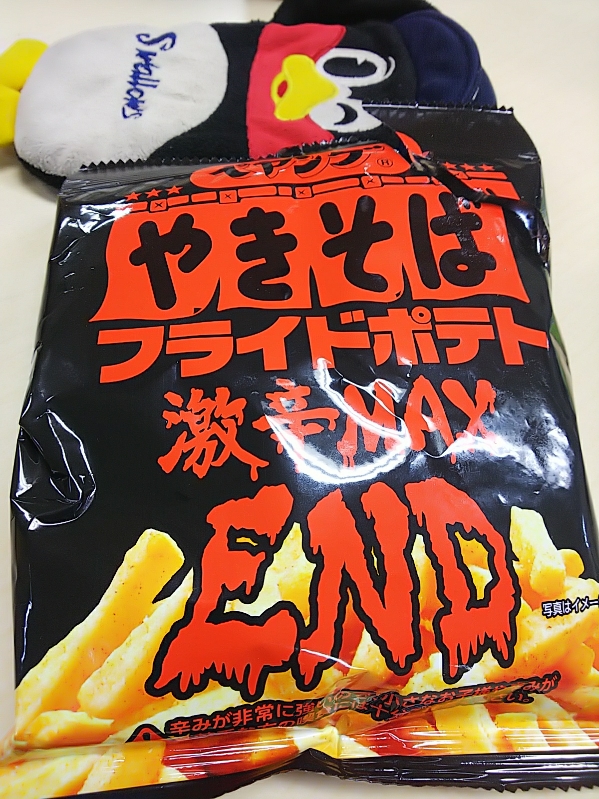 Swallows
やきそば
フライドポテト
激辛MAX
END
写真はイメー
辛みが非常に強